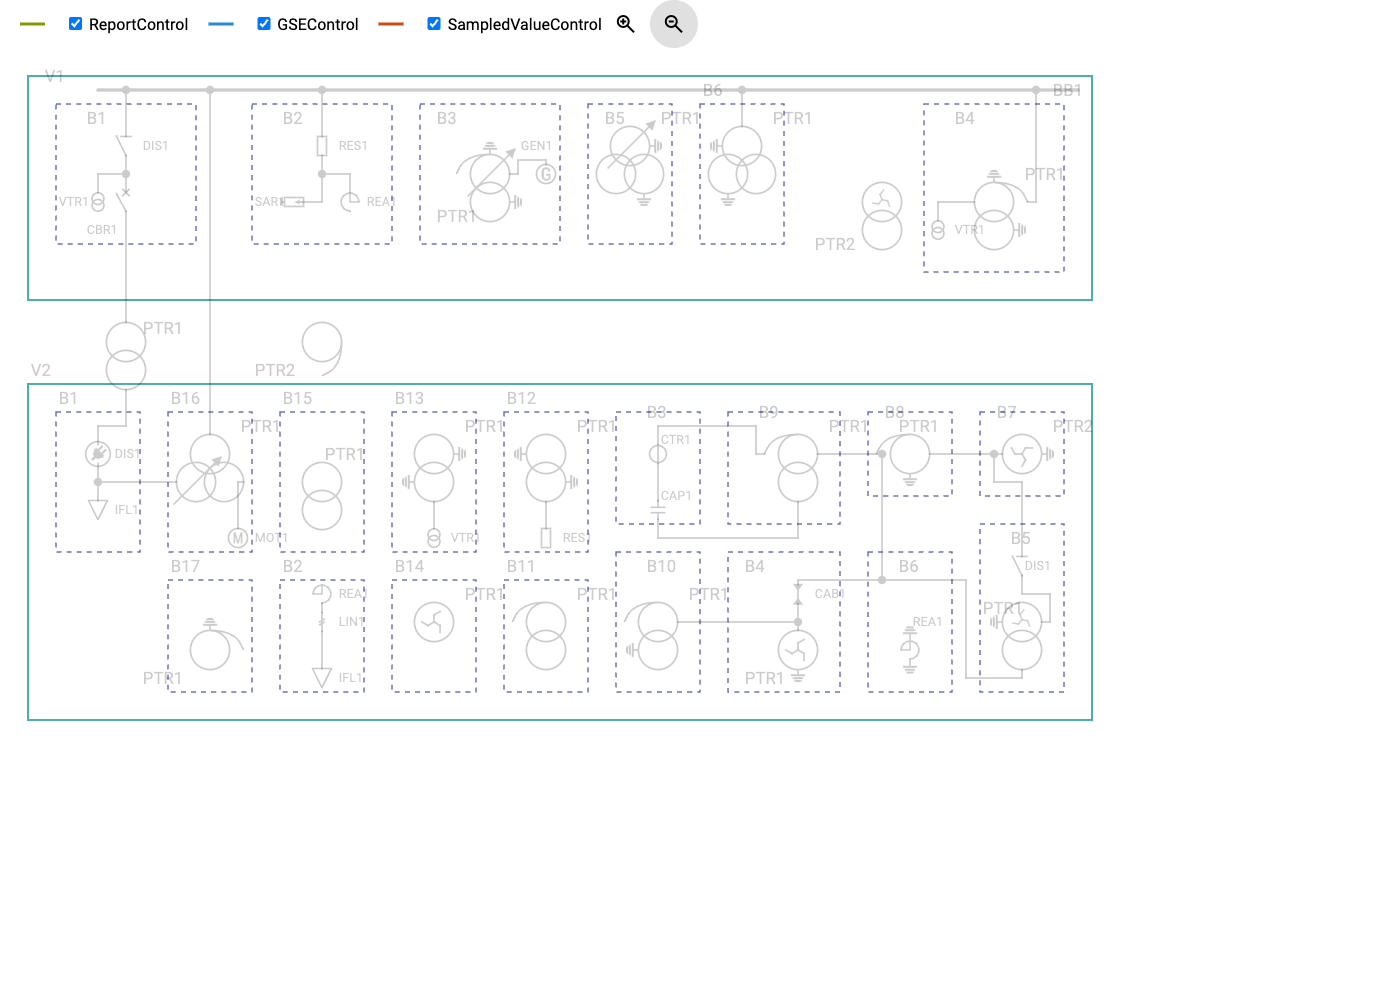 ReportControl GSEControl SampledValueControl
V1
B6 BB1
B1 B2 B3 B5 PTR1 PTR1 B4
DIS1 RES1 GEN1
G PTR1
VTR1 SAR1 REA1
PTR1
CBR1 VTR1
PTR2
PTR1
V2 PTR2
B1 B16 B15 B13 B12
B3 B9 B8 B7
PTR1 PTR1 PTR1 PTR1 PTR1 PTR2
CTR1
DIS1 PTR1
CAP1
IFL1
M MOT1 VTR1 RES1 B5
B17 B2 B14 B11 B10 B4 B6 DIS1
REA1 PTR1 PTR1 PTR1 CAB1
PTR1
LIN1 REA1
PTR1 IFL1 PTR1